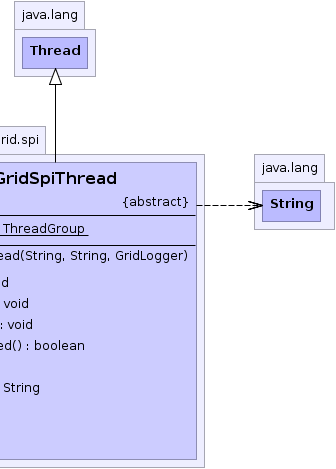 java.lang
Thread
rid.spi
GridSpiThread
{abstract}
java.lang
String
ThreadGroup
ead(String, String, GridLogger)
d
void
: void
ed() : boolean
String